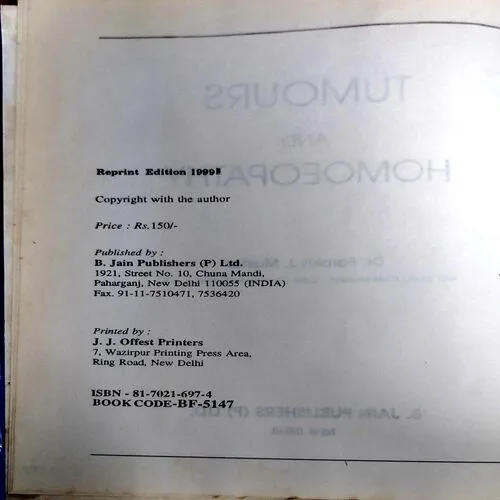 TUMOURS
AND
Reprint Edition 1999
Copyright with the author
Price : Rs.150/-
Published by :
B. Jain Publishers (P) Ltd.
1921, Street No. 10, Chuna Mandi,
Paharganj, New Delhi 110055 (INDIA)
Fax. 91-11-7510471, 7536420
Printed by :
J. J. Offest Printers
7, Wazirpur Printing Press Area,
Ring Road, New Delhi
ISBN - 81-7021-697-4
BOOK CODE-BF-5147
JAIN PUBLISHERS (P) LTD.
NEW DELHI